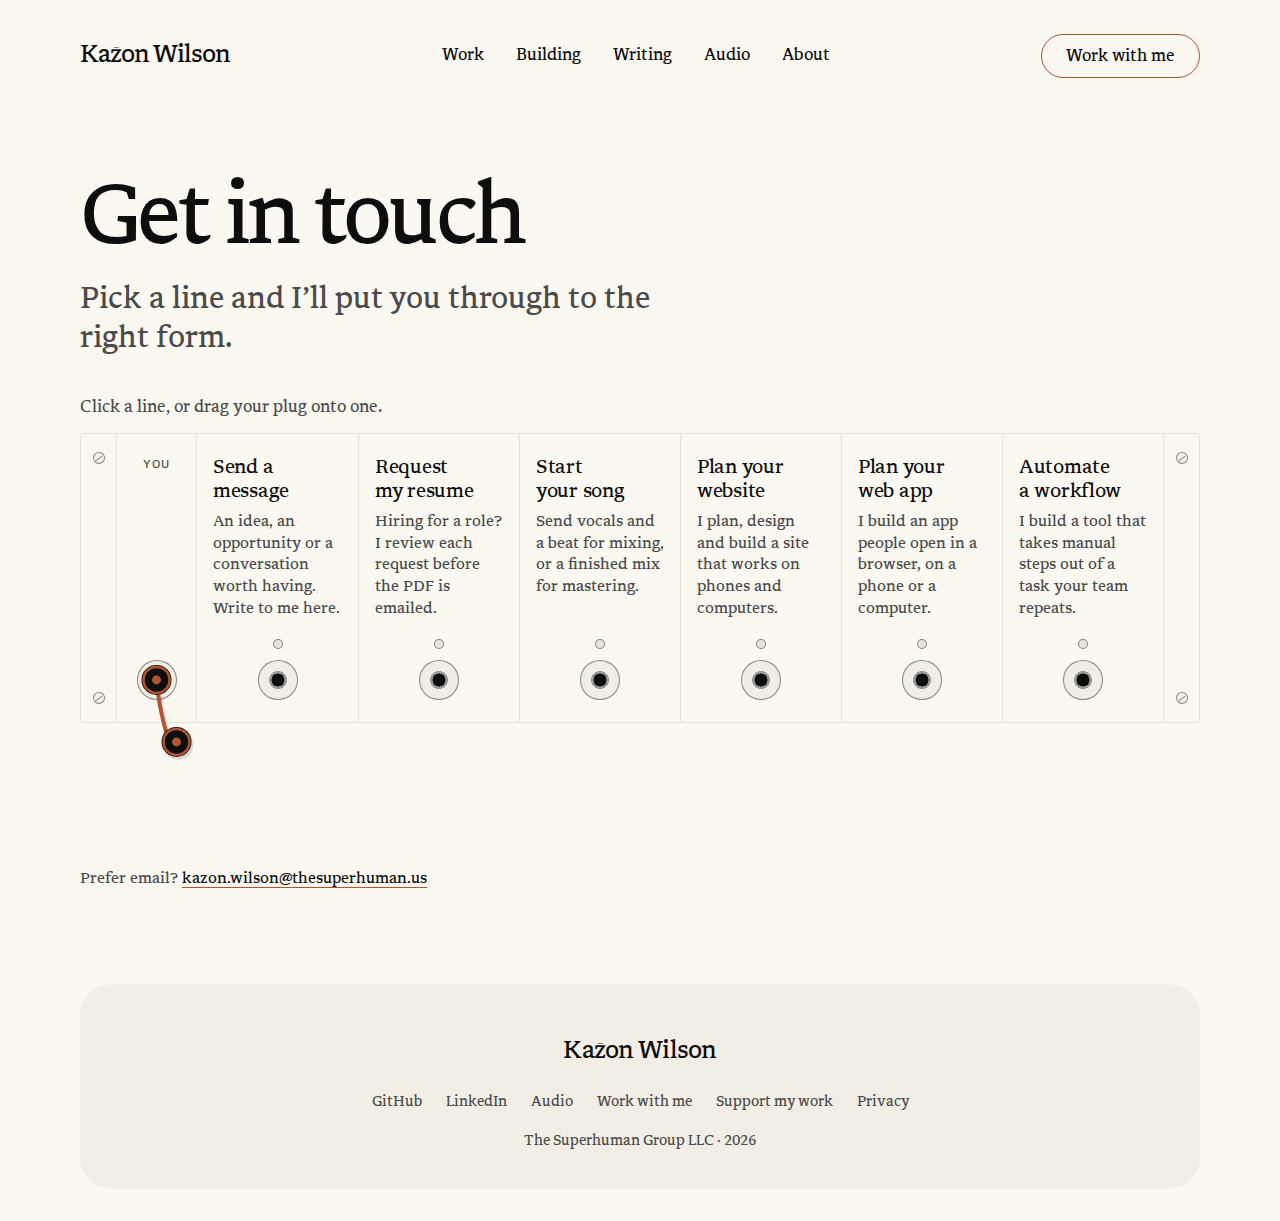 Kazon Wilson
Work Building Writing Audio About
Work with me
Get in touch
Pick a line and I’ll put you through to the
right form.
Click a line, or drag your plug onto one.
YOU
Send a
message
An idea, an
opportunity or a
conversation
worth having.
Write to me here.
Request
my resume
Hiring for a role?
I review each
request before
the PDF is
emailed.
Start
your song
Send vocals and
a beat for mixing,
or a finished mix
for mastering.
Plan your
website
I plan, design
and build a site
that works on
phones and
computers.
Plan your
web app
I build an app
people open in a
browser, on a
phone or a
computer.
Automate
a workflow
I build a tool that
takes manual
steps out of a
task your team
repeats.
Prefer email? kazon.wilson@thesuperhuman.us
Kazon Wilson
GitHub LinkedIn Audio Work with me Support my work Privacy
The Superhuman Group LLC · 2026